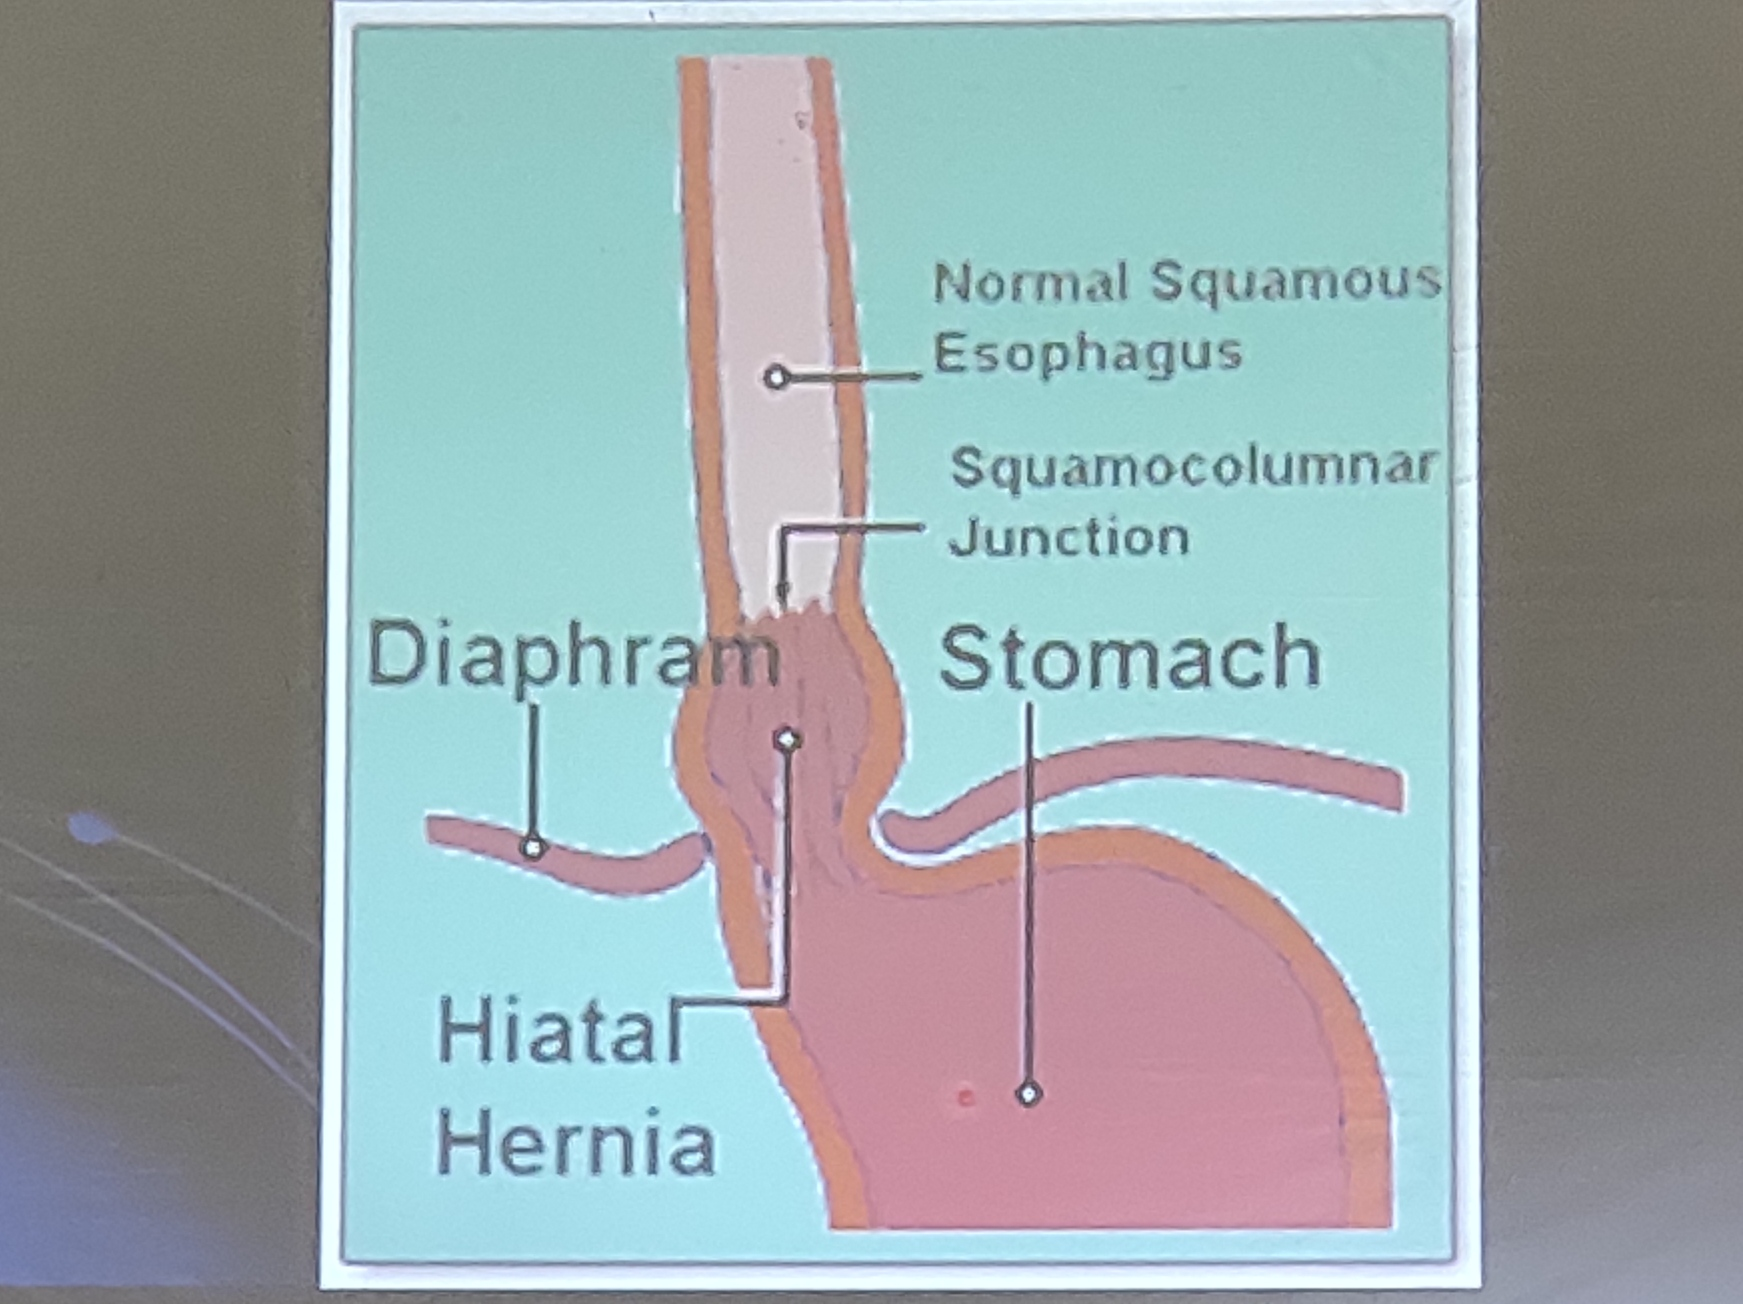 Normal Squamous
Esophagus
Squamocolumnar
Junction
Diaphram
Stomach
Hiatal
Hernia